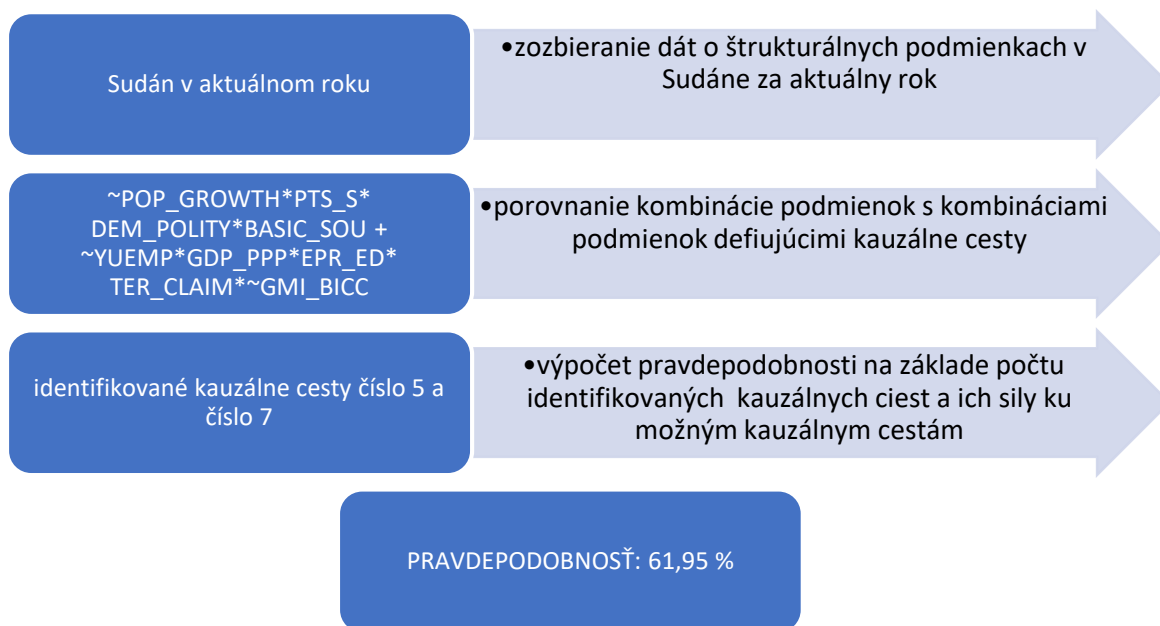 Sudán v aktuálnom roku
•zozbieranie dát o štrukturálnych podmienkach v
Sudáne za aktuálny rok
~POP_GROWTH*PTS_S*
DEM_POLITY*BASIC_SOU +
~YUEMP*GDP_PPP*EPR_ED*
TER_CLAIM*~GMI_BICC
•porovnanie kombinácie podmienok s kombináciami
podmienok defiujúcimi kauzálne cesty
identifikované kauzálne cesty číslo 5 a
číslo 7
•výpočet pravdepodobnosti na základe počtu
identifikovaných kauzálnych ciest a ich sily ku
možným kauzálnym cestám
PRAVDEPODOBNOSŤ: 61,95 %